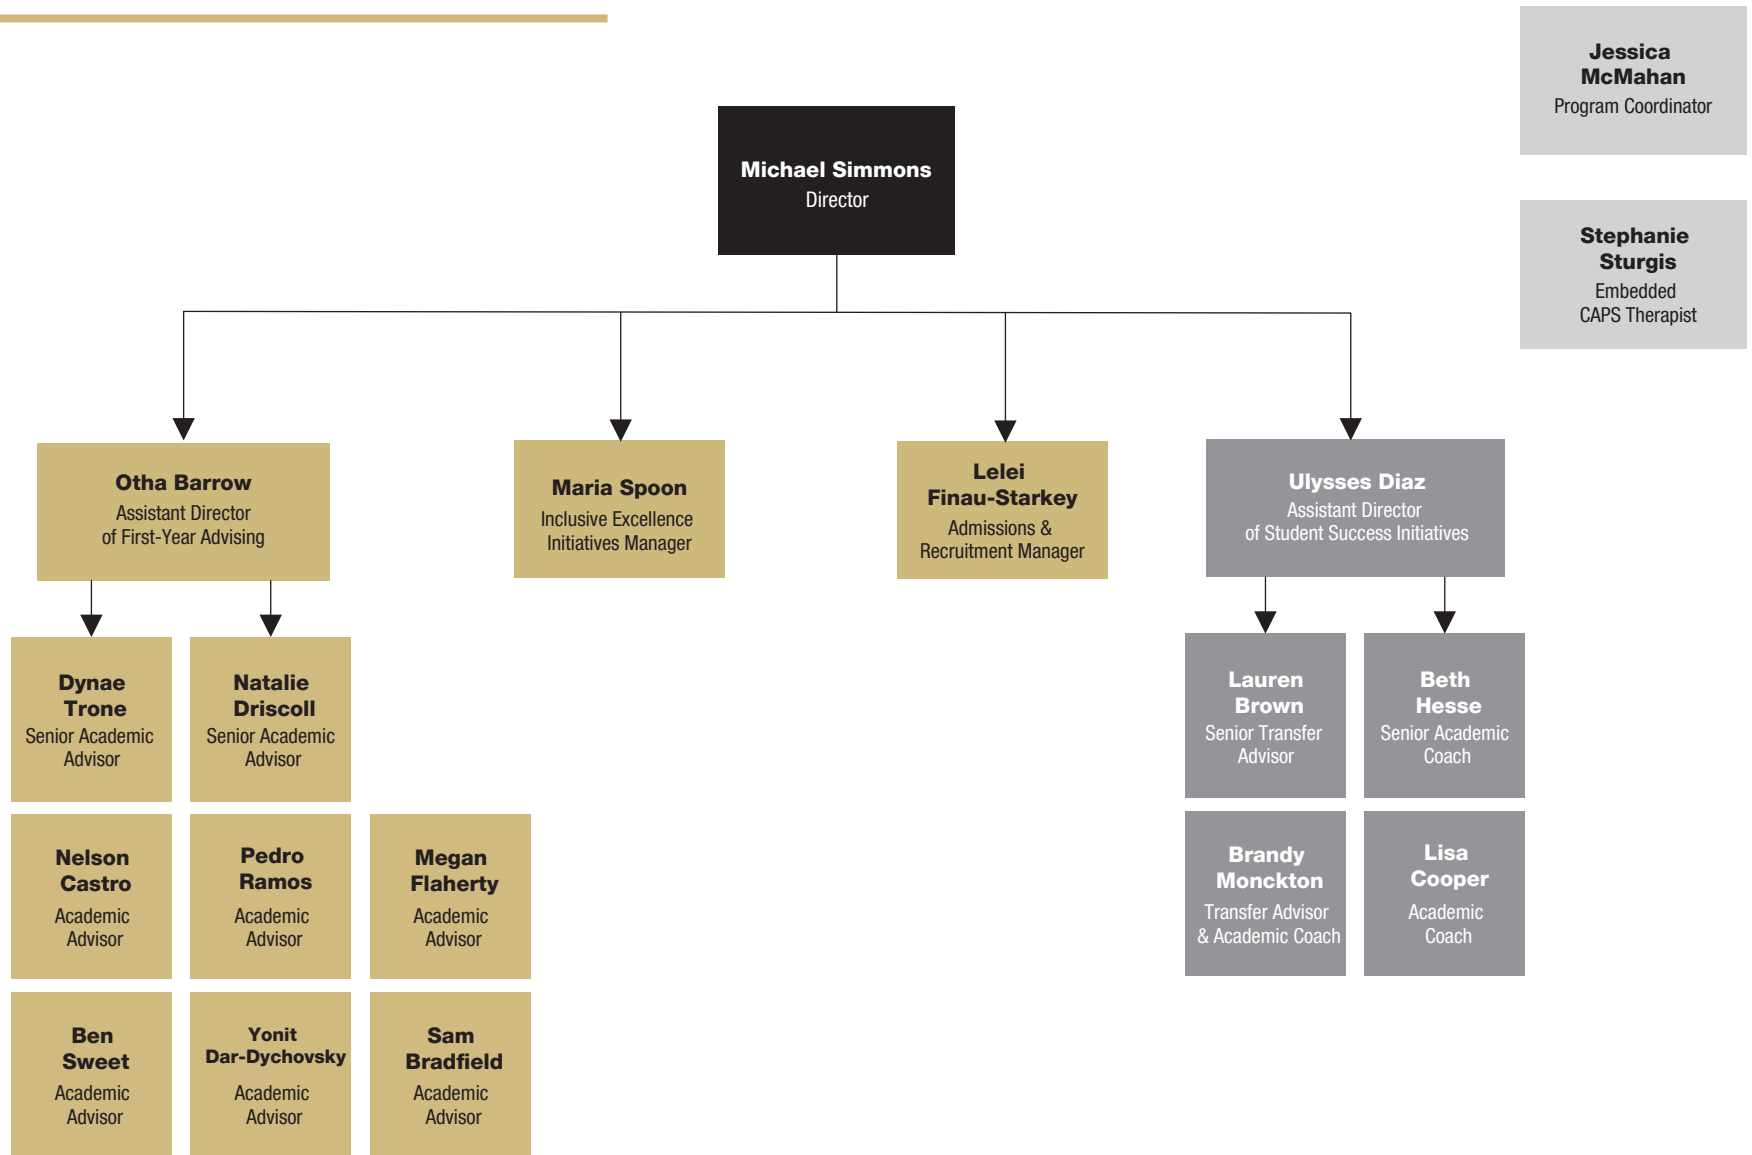 Jessica
McMahan
Program Coordinator
Michael Simmons
Director
Stephanie
Sturgis
Embedded
CAPS Therapist
Otha Barrow
Assistant Director
of First-Year Advising
Maria Spoon
Inclusive Excellence
Initiatives Manager
Lelei
Finau-Starkey
Admissions &
Recruitment Manager
Ulysses Diaz
Assistant Director
of Student Success Initiatives
Dynae
Trone
Senior Academic
Advisor
Natalie
Driscoll
Senior Academic
Advisor
Lauren
Brown
Senior Transfer
Advisor
Beth
Hesse
Senior Academic
Coach
Nelson
Castro
Academic
Advisor
Pedro
Ramos
Academic
Advisor
Megan
Flaherty
Academic
Advisor
Brandy
Monckton
Transfer Advisor
& Academic Coach
Lisa
Cooper
Academic
Coach
Ben
Sweet
Academic
Advisor
Yonit
Dar-Dychovsky
Academic
Advisor
Sam
Bradfield
Academic
Advisor